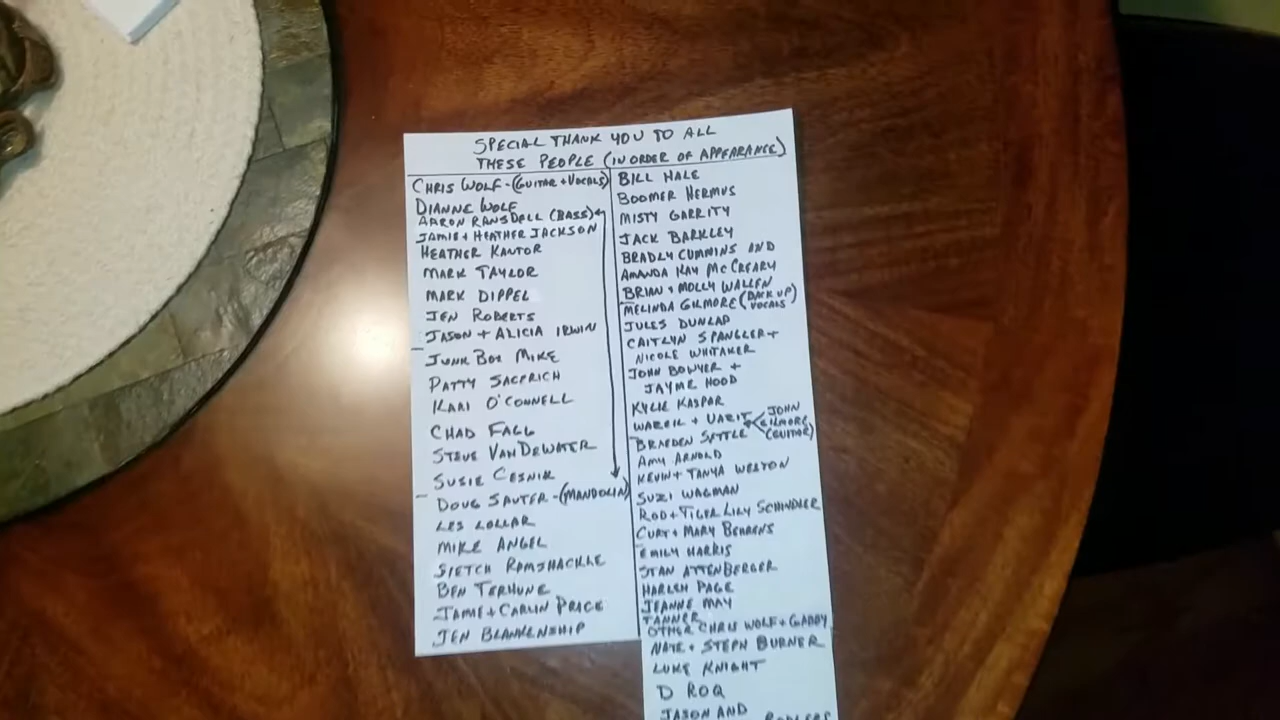 SPECIAL THANK YOU TO ALL
THESE PEOPLE (IN ORDER OF APPEARANCE)
CHRIS WOLF - (GUITAR + VOCALS)
DIANNE WOLF
AARON RANSDELL (BASS)
JAMIE + HEATHER JACKSON
HEATHER KANTOR
MARK TAYLOR
MARK DIPPEL
JEN ROBERTS
JASON + ALICIA IRWIN
JUNK BOX MIKE
PATTY
KARI O'CONNELL
CHAD FALL
STEVE VANDEWATER
SUSIE CESNIK
DOUG SAUTER - (MANDOLIN)
LES LOLLAR
MIKE ANGEL
SIETCH RAMSHACKLE
BEN TERHUNE
JAMIE + CARLIN PRICE
JEN BLANKENSHIP
BILL HALE
BOOMER HERMUS
MISTY GARRITY
JACK BARKLEY
BRADLY CUMMINS AND
AMANDA KAY MCCREARY
BRIAN + MOLLY WALLEN
MELINDA GILMORE (BACK UP VOCALS)
JULES DUNLAP
CAITLYN SPANGLER +
NICOLE WHITAKER
JOHN BOWYER +
JAYME HOOD
KYLIE KASPAR
+ JOHN GILMORE (GUITAR)
BRAEDEN SETTLE
AMY ARNOLD
KEVIN + TANYA WESTON
SUZI WAGMAN
ROD + TIGER LILY SCHINDLER
CURT + MARY BEHRENS
EMILY HARRIS
STAN ATTENBERGER
HARLEH PAGE
JEANNE MAY
TANNER
OTHER CHRIS WOLF + GABBY
NATE + STEPH BURNER
LUKE KNIGHT
D ROQ
JASON AND